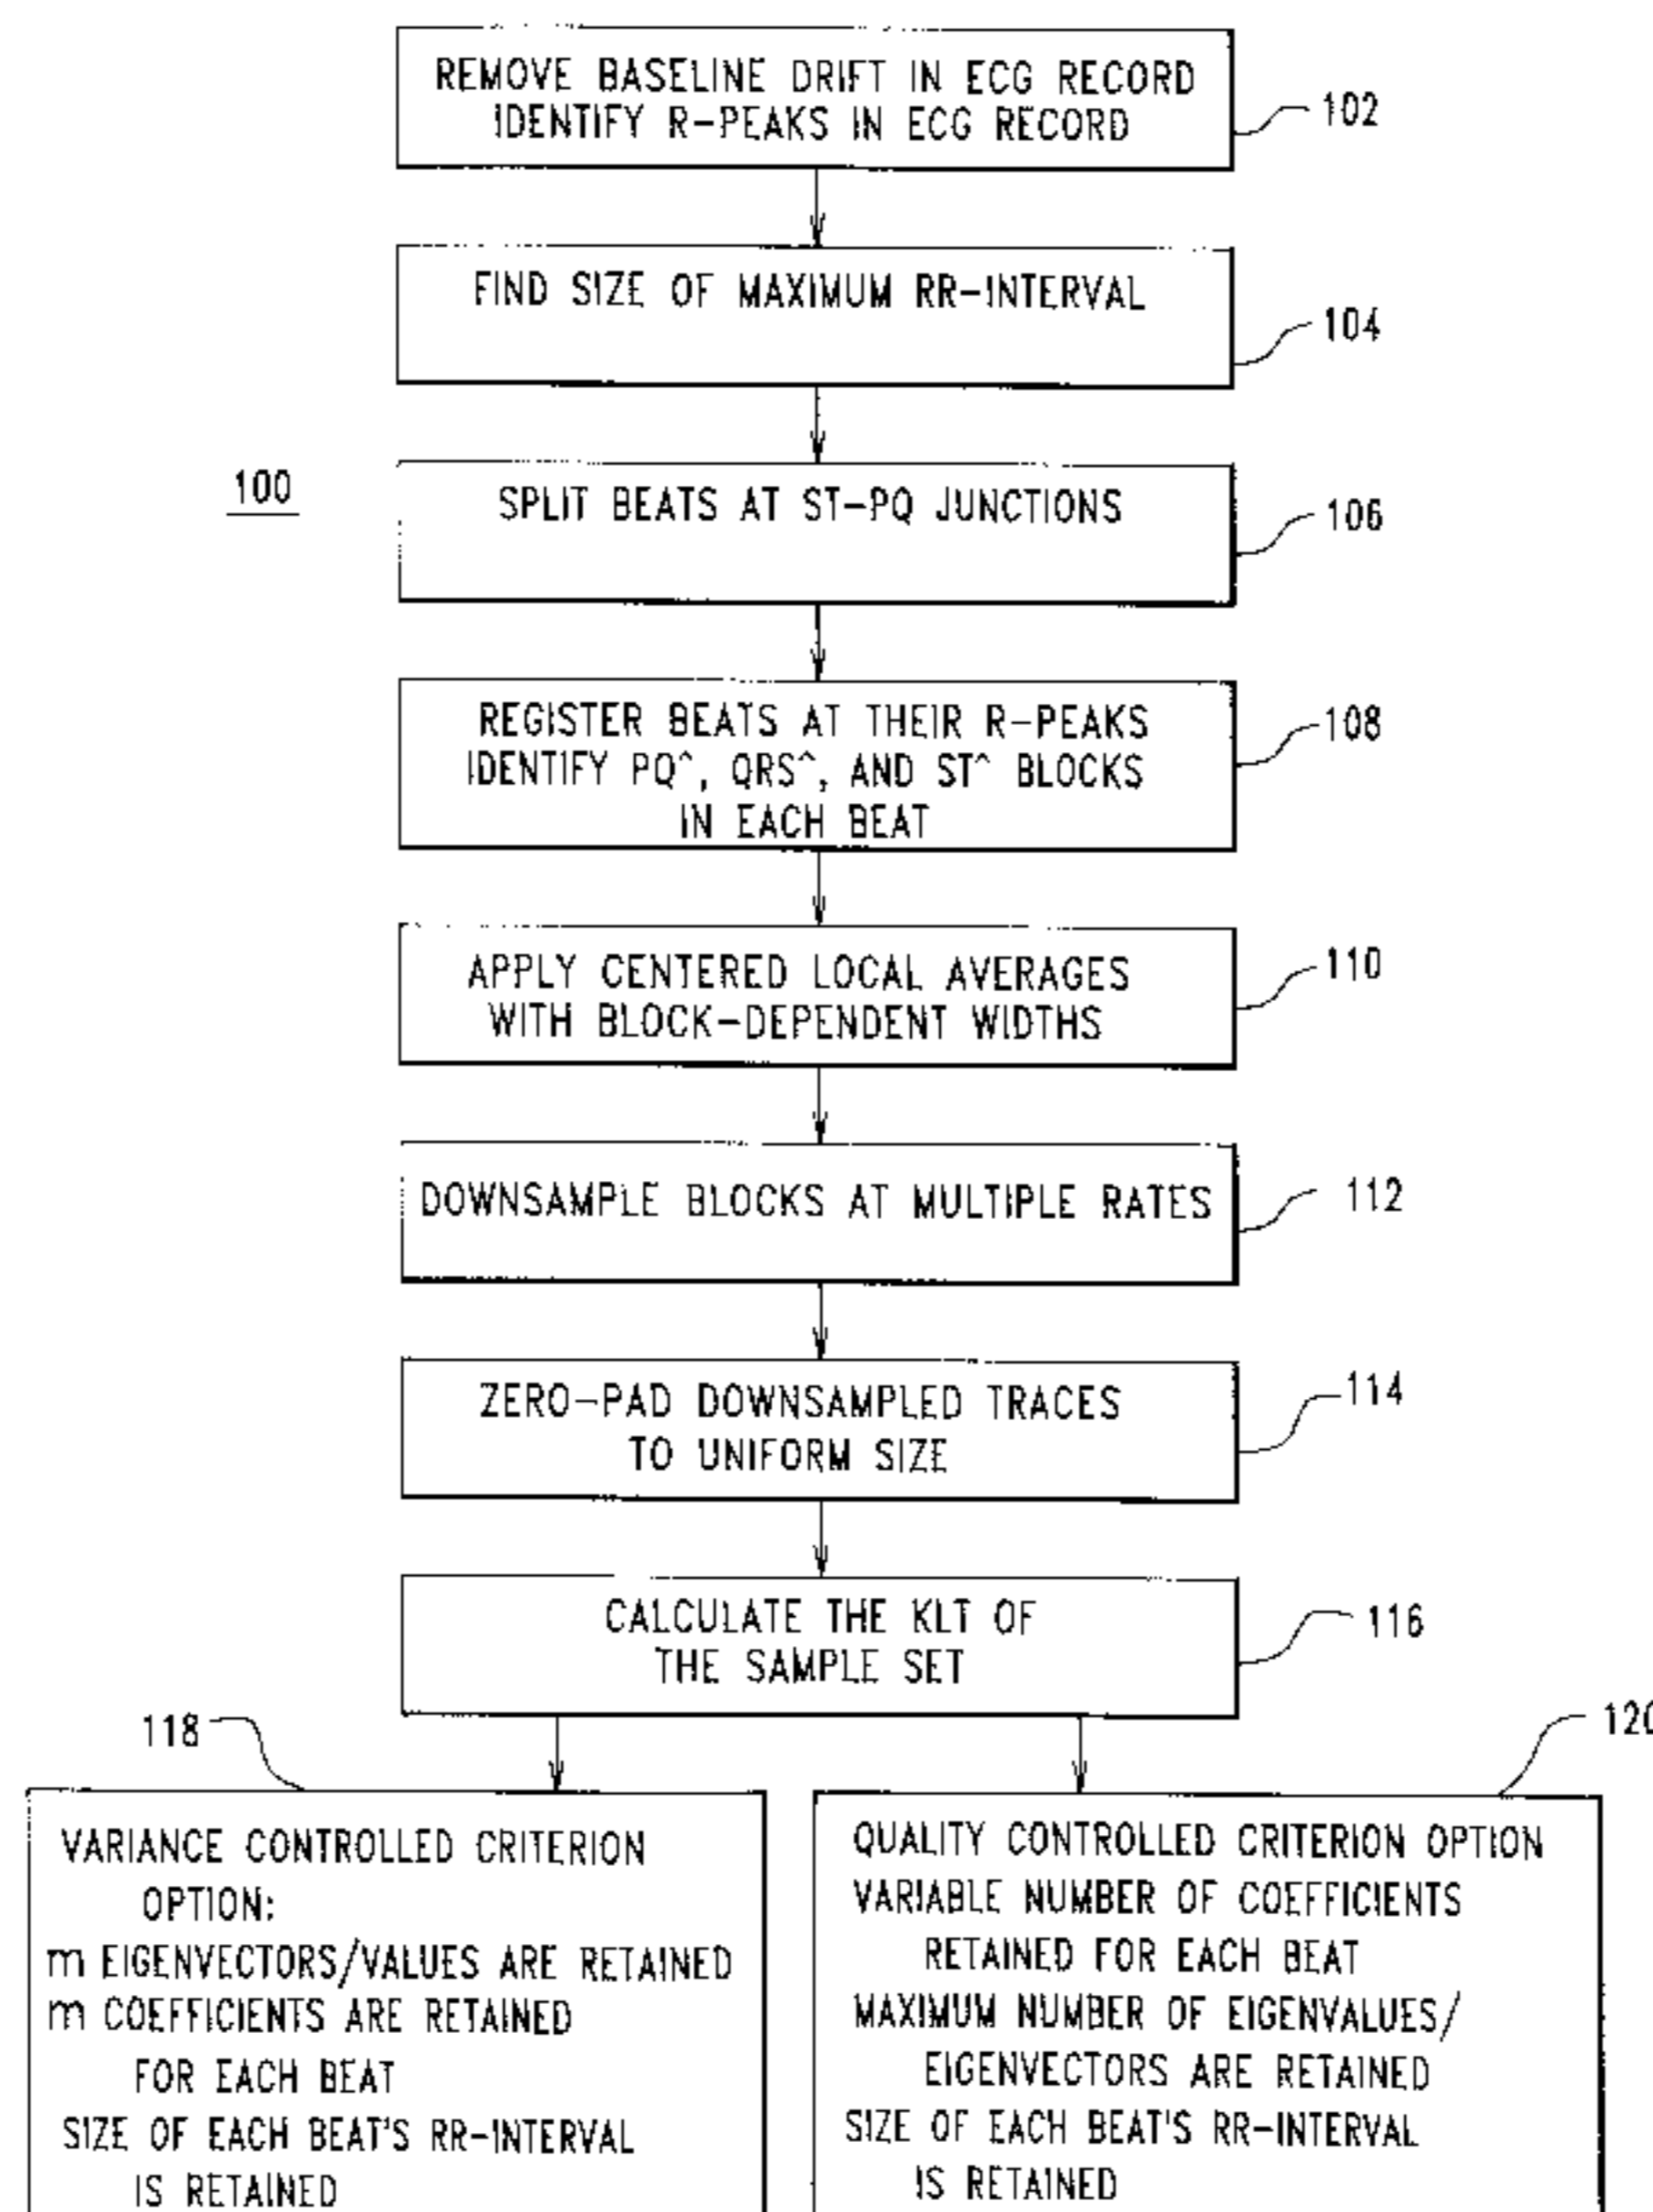 REMOVE BASELINE DRIFT IN ECG RECORD
IDENTIFY R-PEAKS IN ECG RECORD
102
FIND SIZE OF MAXIMUM RR-INTERVAL
104
100
SPLIT BEATS AT ST-PQ JUNCTIONS
106
REGISTER BEATS AT THEIR R-PEAKS
IDENTIFY PQ^, QRS^, AND ST^ BLOCKS
IN EACH BEAT
108
APPLY CENTERED LOCAL AVERAGES
WITH BLOCK-DEPENDENT WIDTHS
110
DOWNSAMPLE BLOCKS AT MULTIPLE RATES
112
ZERO-PAD DOWNSAMPLED TRACES
TO UNIFORM SIZE
114
CALCULATE THE KLT OF
THE SAMPLE SET
116
118
VARIANCE CONTROLLED CRITERION
OPTION:
m EIGENVECTORS/VALUES ARE RETAINED
m COEFFICIENTS ARE RETAINED
FOR EACH BEAT
SIZE OF EACH BEAT'S RR-INTERVAL
IS RETAINED
120
QUALITY CONTROLLED CRITERION OPTION
VARIABLE NUMBER OF COEFFICIENTS
RETAINED FOR EACH BEAT
MAXIMUM NUMBER OF EIGENVALUES/
EIGENVECTORS ARE RETAINED
SIZE OF EACH BEAT'S RR-INTERVAL
IS RETAINED